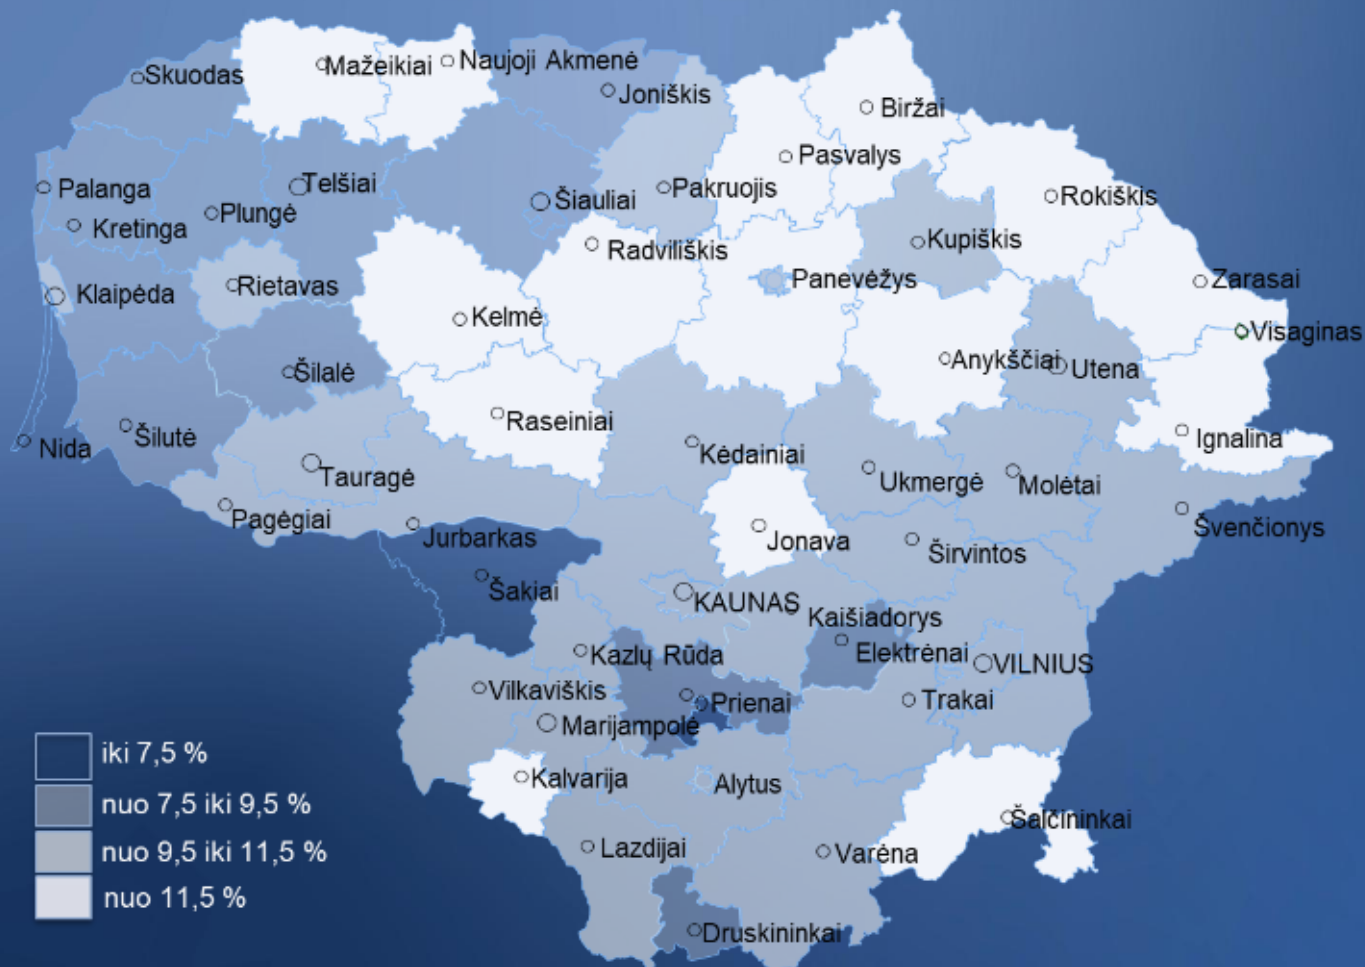 Skuodas
Mažeikiai
Naujoji Akmenė
Joniškis
Biržai
Pasvalys
Palanga
Telšiai
Šiauliai
Pakruojis
Rokiškis
Kretinga
Plungė
Radviliškis
Kupiškis
Klaipėda
Rietavas
Panevėžys
Zarasai
Kelmė
Visaginas
Šilalė
Anykščiai
Utena
Raseiniai
Nida
Šilutė
Kėdainiai
Ignalina
Tauragė
Ukmergė
Molėtai
Pagėgiai
Jurbarkas
Jonava
Širvintos
Švenčionys
Šakiai
KAUNAS
Kaišiadorys
Kazlų Rūda
Elektrėnai
VILNIUS
Vilkaviškis
Prienai
Trakai
Marijampolė
Kalvarija
Alytus
Šalčininkai
Lazdijai
Varėna
Druskininkai
iki 7,5 %
nuo 7,5 iki 9,5 %
nuo 9,5 iki 11,5 %
nuo 11,5 %